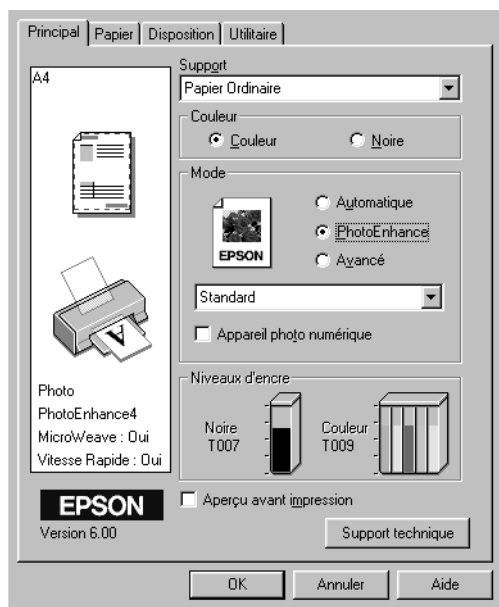 Principal Papier Disposition Utilitaire
A4
Support
Papier Ordinaire
Couleur
Couleur Noire
Mode
EPSON
Automatique
PhotoEnhance
Avancé
Standard
Appareil photo numérique
A
Photo
PhotoEnhance4
MicroWeave : Oui
Vitesse Rapide : Oui
Niveaux d'encre
Noire
T007
Couleur
T009
EPSON
Version 6.00
Aperçu avant impression
Support technique
OK Annuler Aide